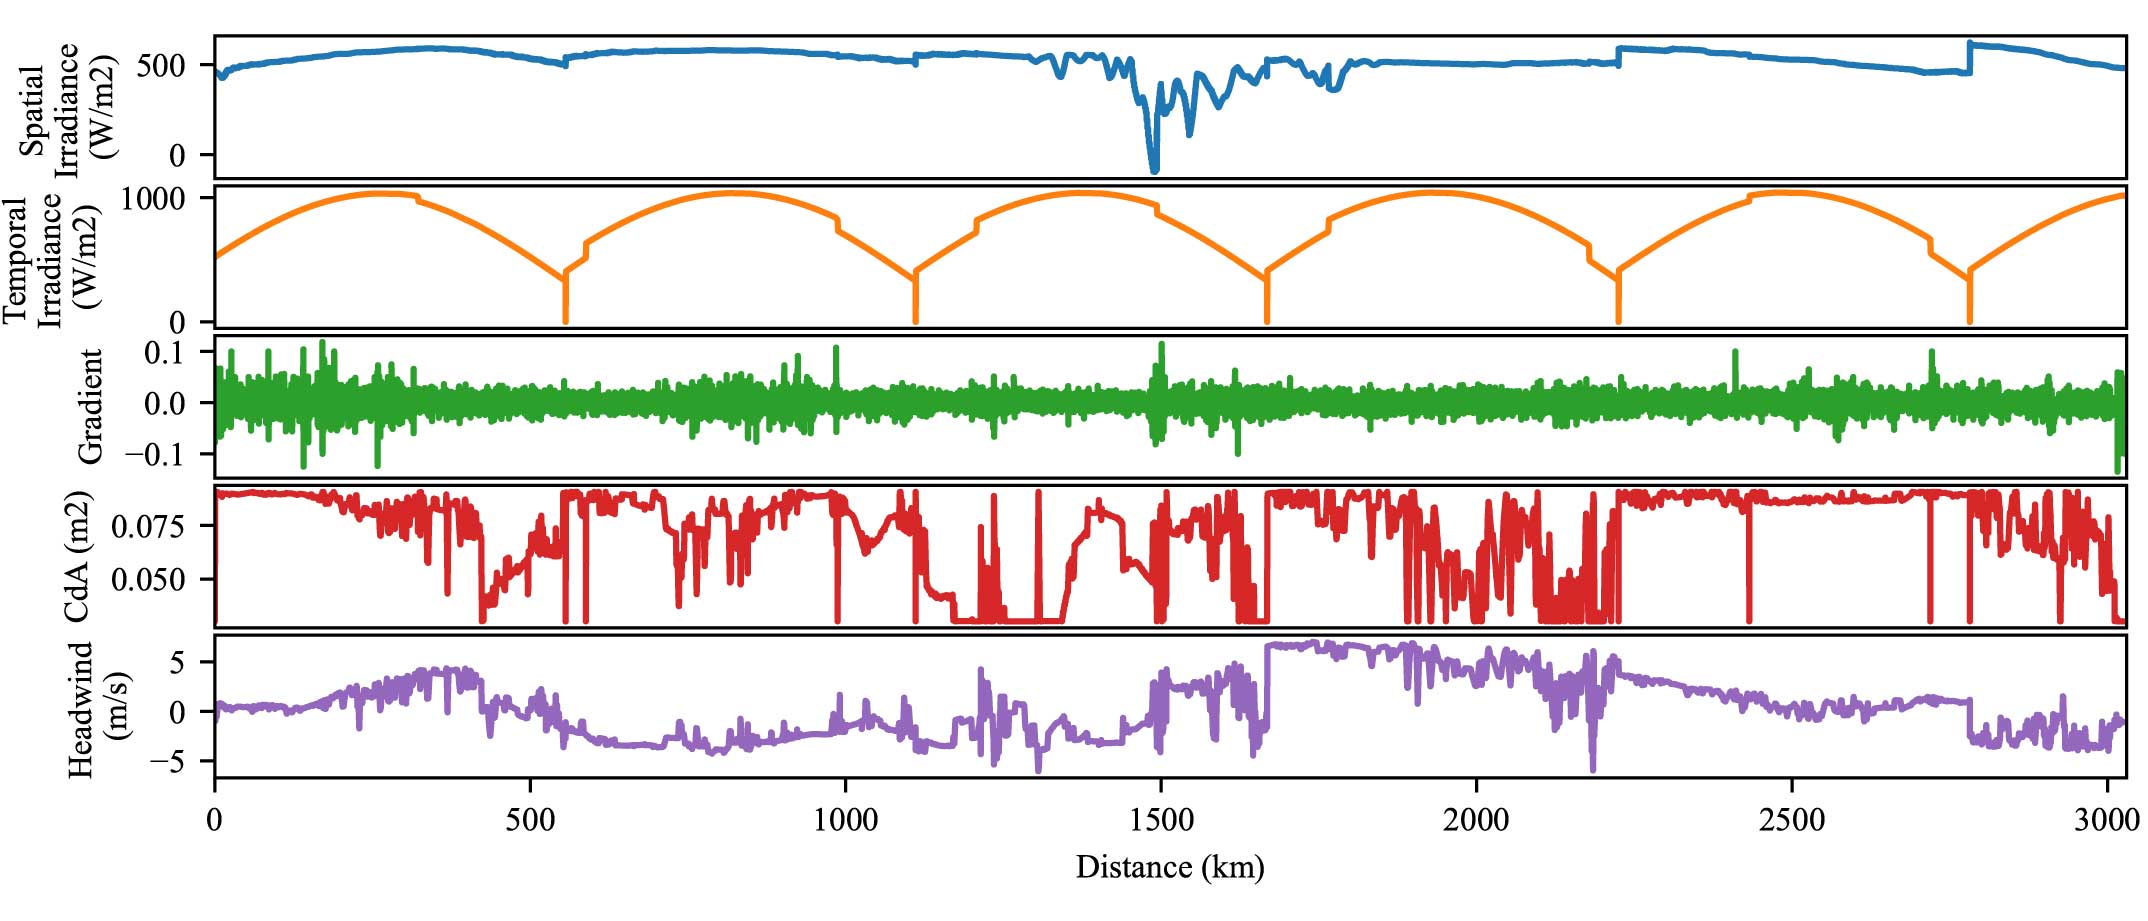 Spatial
Irradiance
(W/m2)
500
0
Temporal
Irradiance
(W/m2)
1000
0
Gradient
0.1
0.0
−0.1
CdA (m2)
0.075
0.050
Headwind
(m/s)
5
0
−5
0 500 1000 1500 2000 2500 3000
Distance (km)